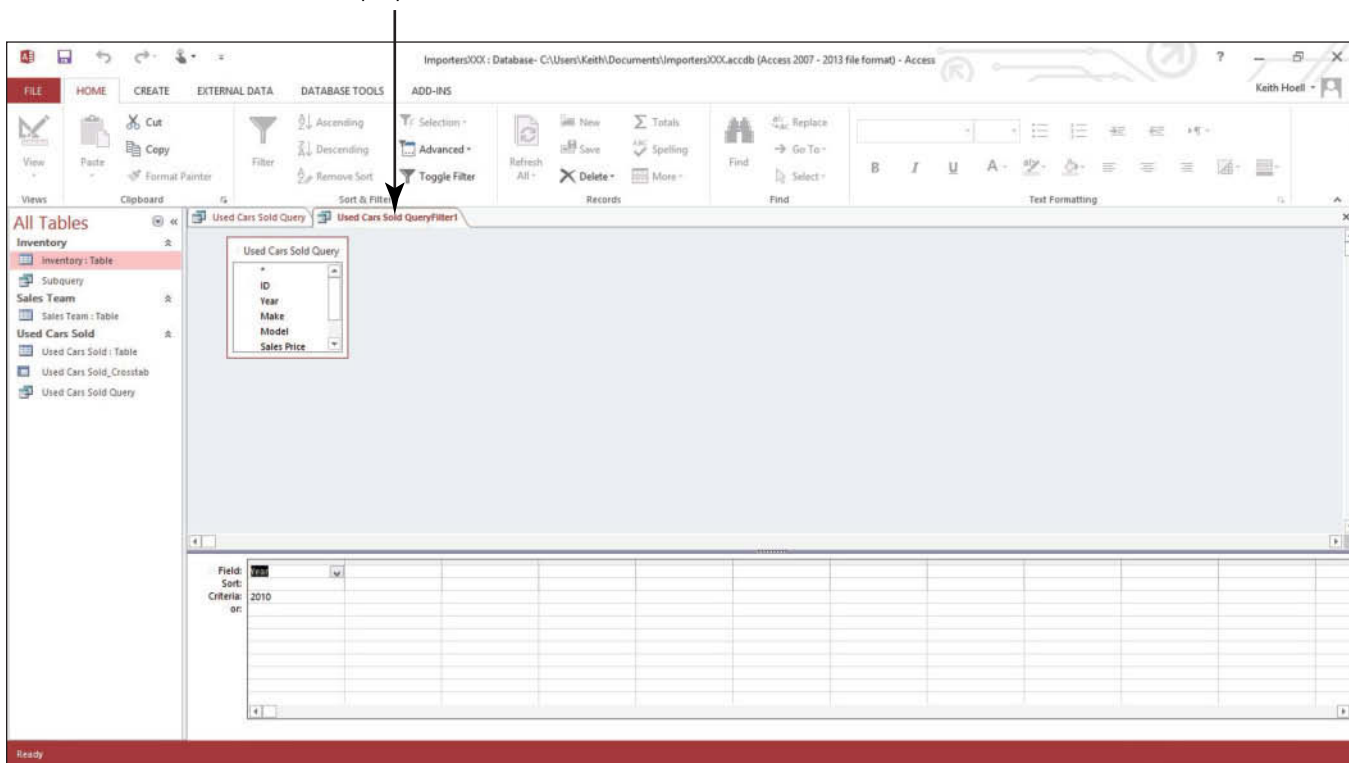 ImportersXXX : Database- C:\Users\Keith\Documents\ImportersXXX.accdb (Access 2007 - 2013 file format) - Access
?
FILE HOME CREATE EXTERNAL DATA DATABASE TOOLS ADD-INS
Keith Hoell
View
Views
Paste
Cut
Copy
Format Painter
Clipboard
Filter
Ascending
Descending
Remove Sort
Selection
Advanced
Toggle Filter
Sort & Filter
Refresh
All
New
Save
Delete
Totals
Spelling
More
Records
Find
Replace
Go To
Select
Find
B I U A
Text Formatting
All Tables
Inventory
Inventory : Table
Subquery
Sales Team
Sales Team : Table
Used Cars Sold
Used Cars Sold : Table
Used Cars Sold_Crosstab
Used Cars Sold Query
Used Cars Sold Query
Used Cars Sold QueryFilter1
Used Cars Sold Query
*
ID
Year
Make
Model
Sales Price
Field: Year
Sort:
Criteria: 2010
or:
Ready